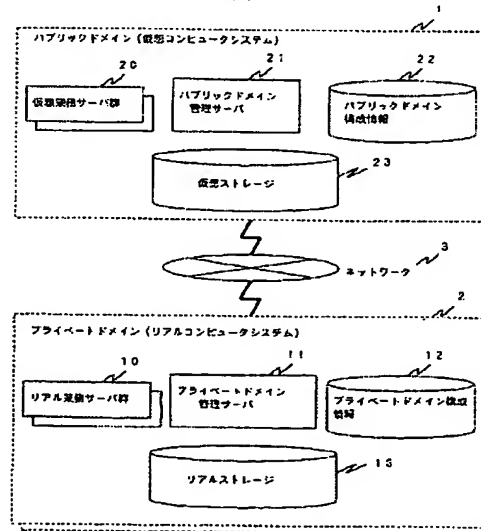 1
パブリックドメイン(仮想コンピュータシステム)
20
21
22
仮想業務サーバ群
パブリックドメイン
管理サーバ
パブリックドメイン
構成情報
23
仮想ストレージ
3
ネットワーク
2
プライベートドメイン(リアルコンピュータシステム)
10
11
12
リアル業務サーバ群
プライベートドメイン
管理サーバ
プライベートドメイン構成
情報
13
リアルストレージ